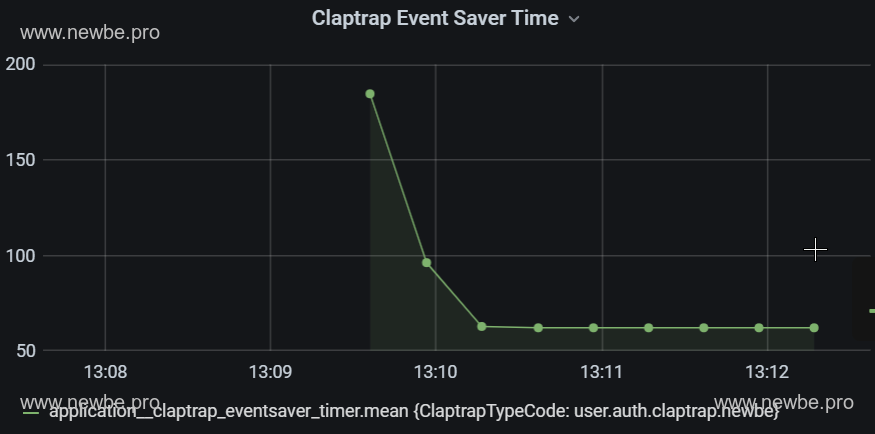 Claptrap Event Saver Time
www.newbe.pro
200
150
100
50
13:08 13:09 13:10 13:11 13:12
www.newbe.pro www.newbe.pro
application__claptrap_eventsaver_timer.mean {ClaptrapTypeCode: user.auth.claptrap.newbe}